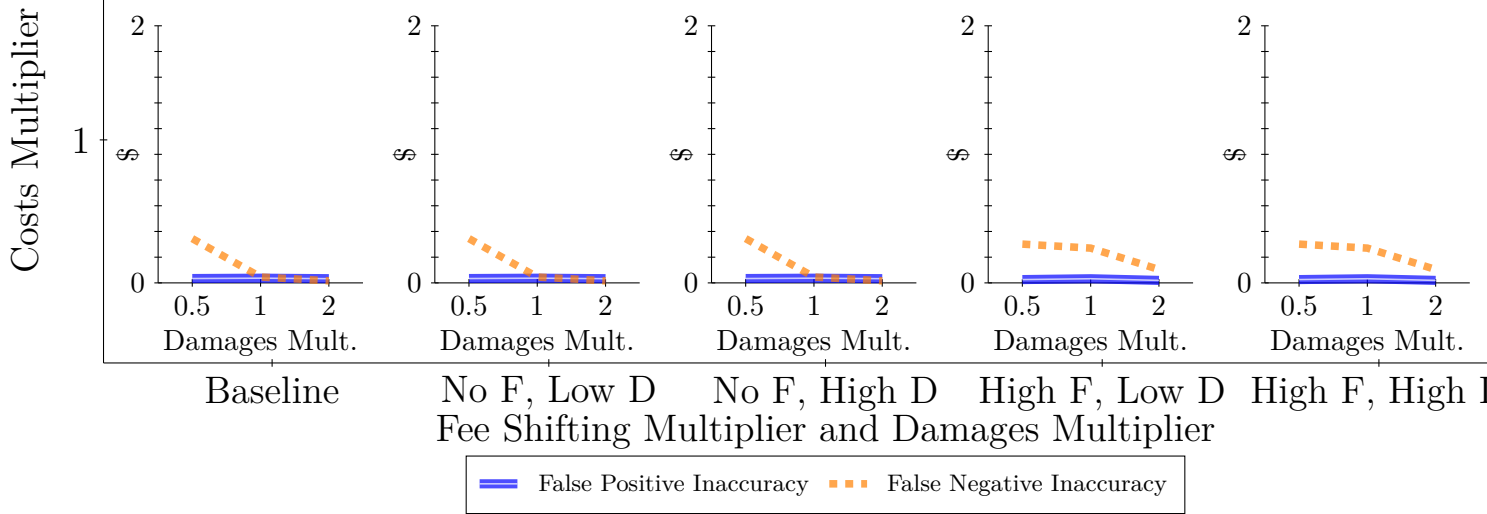 Costs Multiplier
1
2
$
0
0.5 1 2
Damages Mult.
2
$
0
0.5 1 2
Damages Mult.
2
$
0
0.5 1 2
Damages Mult.
2
$
0
0.5 1 2
Damages Mult.
2
$
0
0.5 1 2
Damages Mult.
Baseline
No F, Low D
No F, High D
High F, Low D
High F, High
Fee Shifting Multiplier and Damages Multiplier
False Positive Inaccuracy
False Negative Inaccuracy